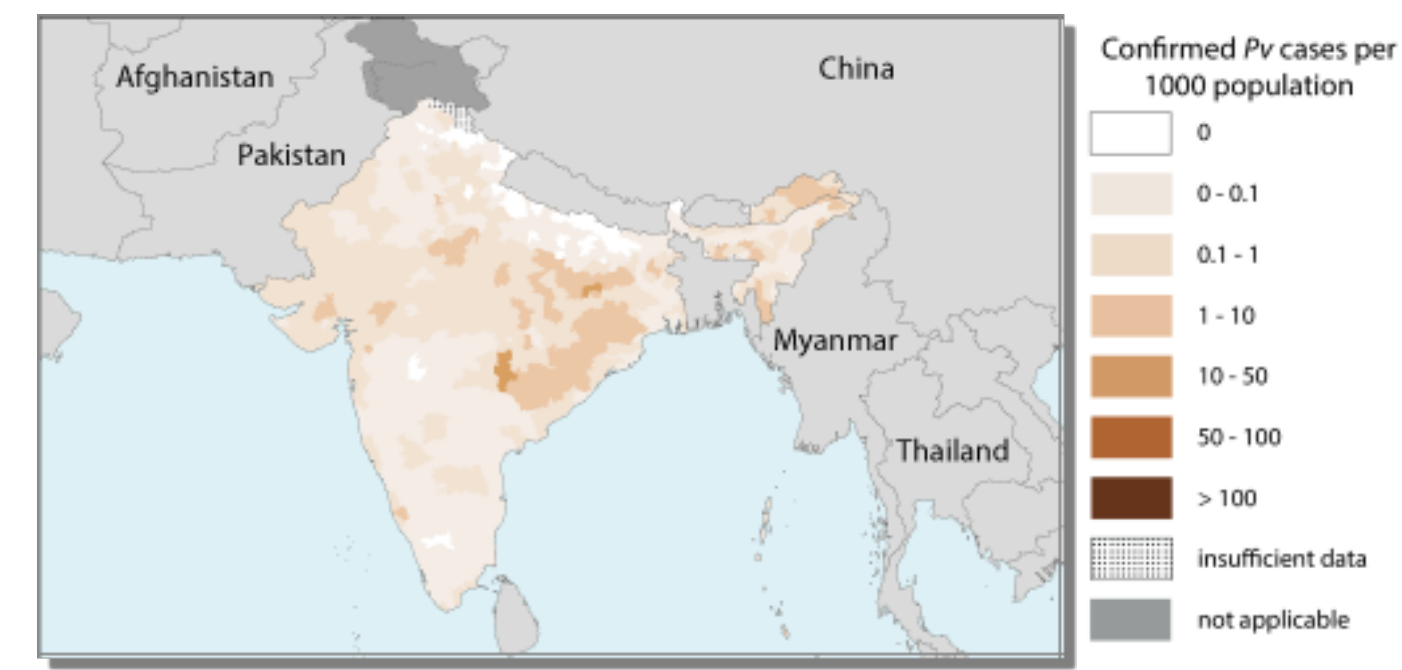 Afghanistan
China
Pakistan
Myanmar
Thailand
Confirmed Pv cases per
1000 population
0
0 - 0.1
0.1 - 1
1 - 10
10 - 50
50 - 100
> 100
insufficient data
not applicable